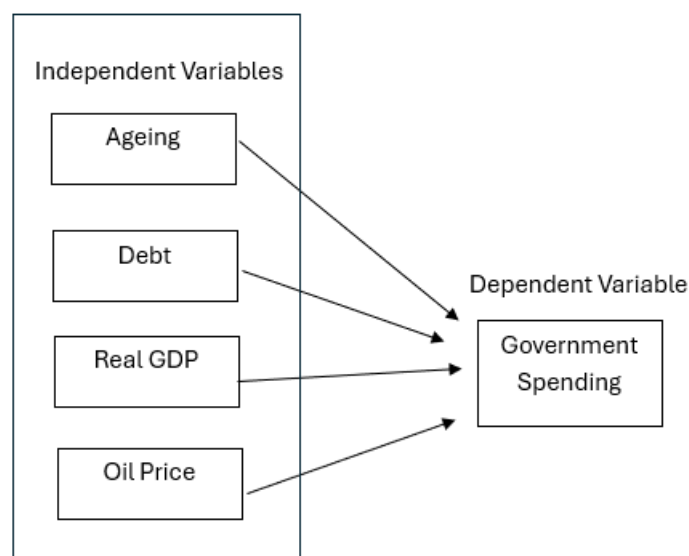 Independent Variables
Ageing
Debt
Real GDP
Oil Price
Dependent Variable
Government
Spending